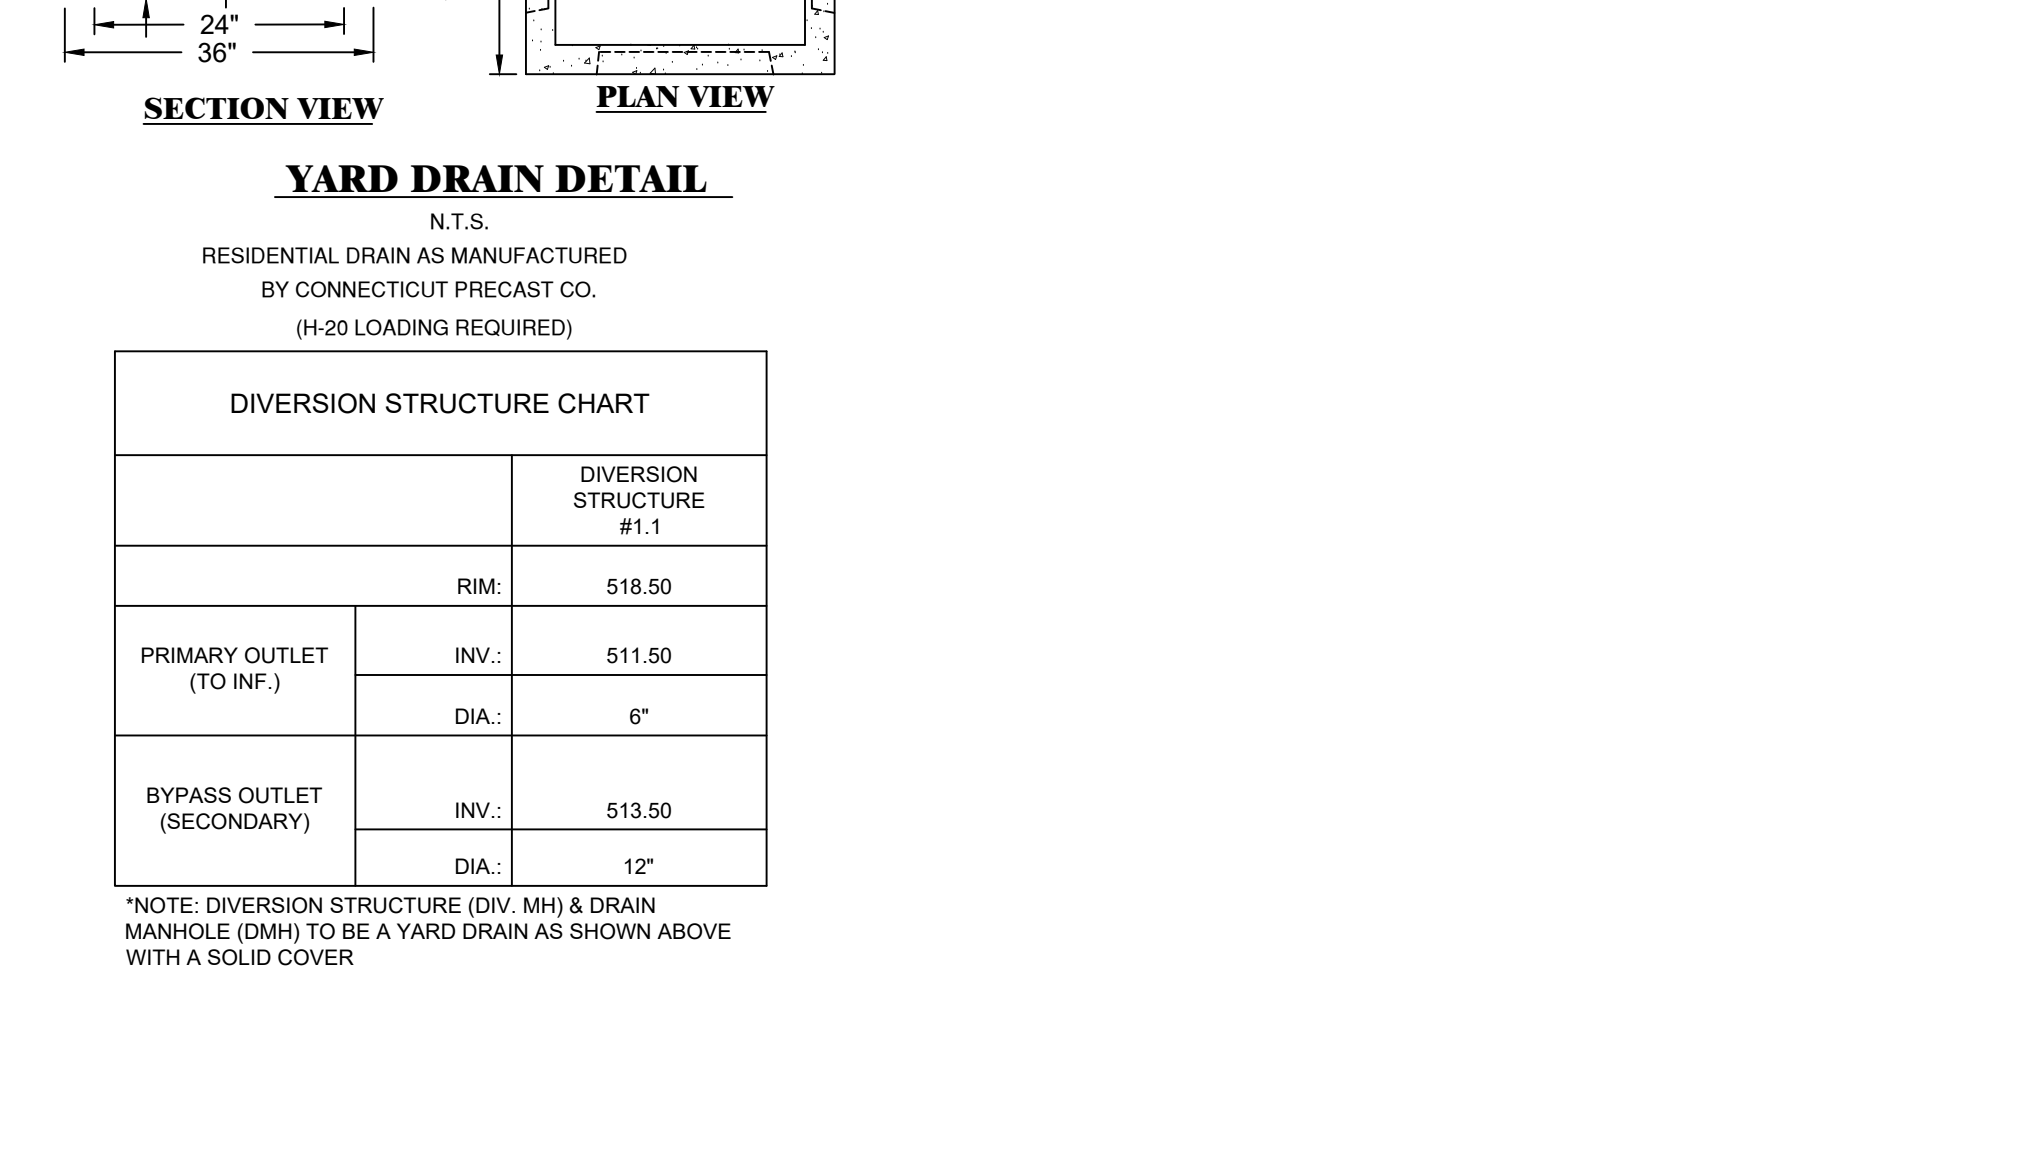 24"
36"
SECTION VIEW
PLAN VIEW
YARD DRAIN DETAIL
N.T.S.
RESIDENTIAL DRAIN AS MANUFACTURED
BY CONNECTICUT PRECAST CO.
(H-20 LOADING REQUIRED)
DIVERSION STRUCTURE CHART
DIVERSION
STRUCTURE
#1.1
RIM: 518.50
PRIMARY OUTLET
(TO INF.)
INV.: 511.50
DIA.: 6"
BYPASS OUTLET
(SECONDARY)
INV.: 513.50
DIA.: 12"
*NOTE: DIVERSION STRUCTURE (DIV. MH) & DRAIN
MANHOLE (DMH) TO BE A YARD DRAIN AS SHOWN ABOVE
WITH A SOLID COVER